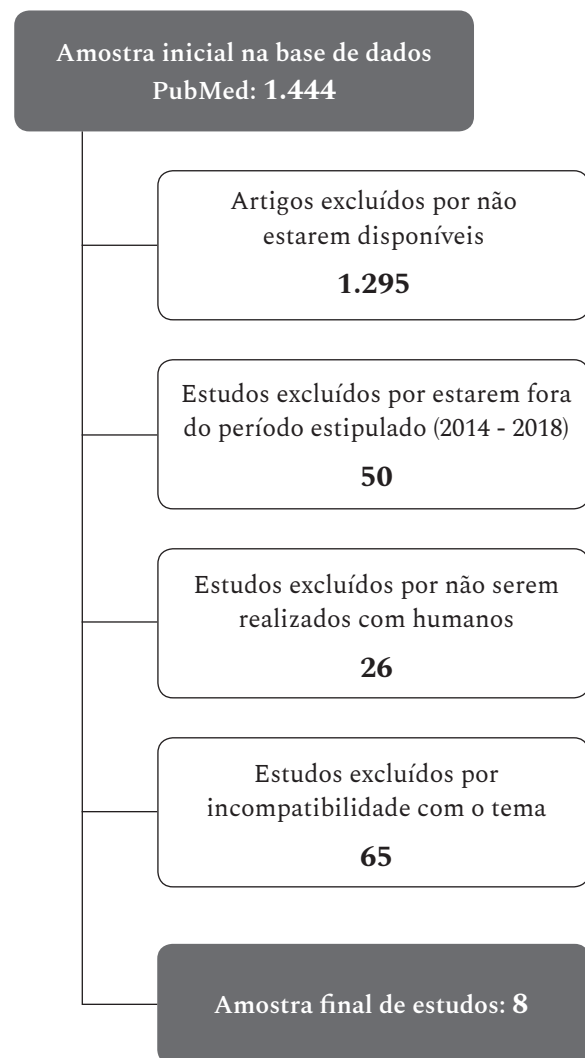 Amostra inicial na base de dados
PubMed: 1.444
Artigos excluídos por não
estarem disponíveis
1.295
Estudos excluídos por estarem fora
do período estipulado (2014 - 2018)
50
Estudos excluídos por não serem
realizados com humanos
26
Estudos excluídos por
incompatibilidade com o tema
65
Amostra final de estudos: 8